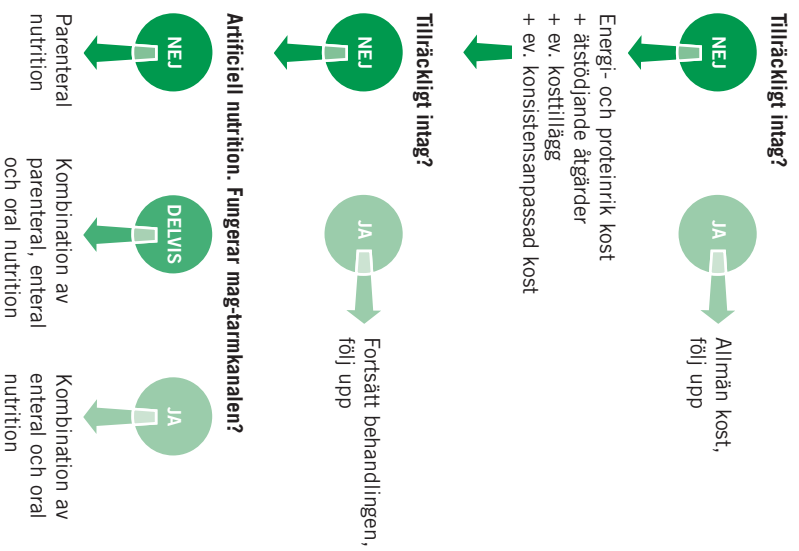 Tillräckligt intag?
NEJ
JA
Allmän kost,
följ upp
Energi- och proteinrik kost
+ ätstödjande åtgärder
+ ev. kosttillägg
+ ev. konsistensanpassad kost
Tillräckligt intag?
NEJ
JA
Fortsätt behandlingen,
följ upp
Artificiell nutrition. Fungerar mag-tarmkanalen?
NEJ
DELVIS
JA
Parenteral
nutrition
Kombination av
parenteral, enteral
och oral nutrition
Kombination av
enteral och oral
nutrition